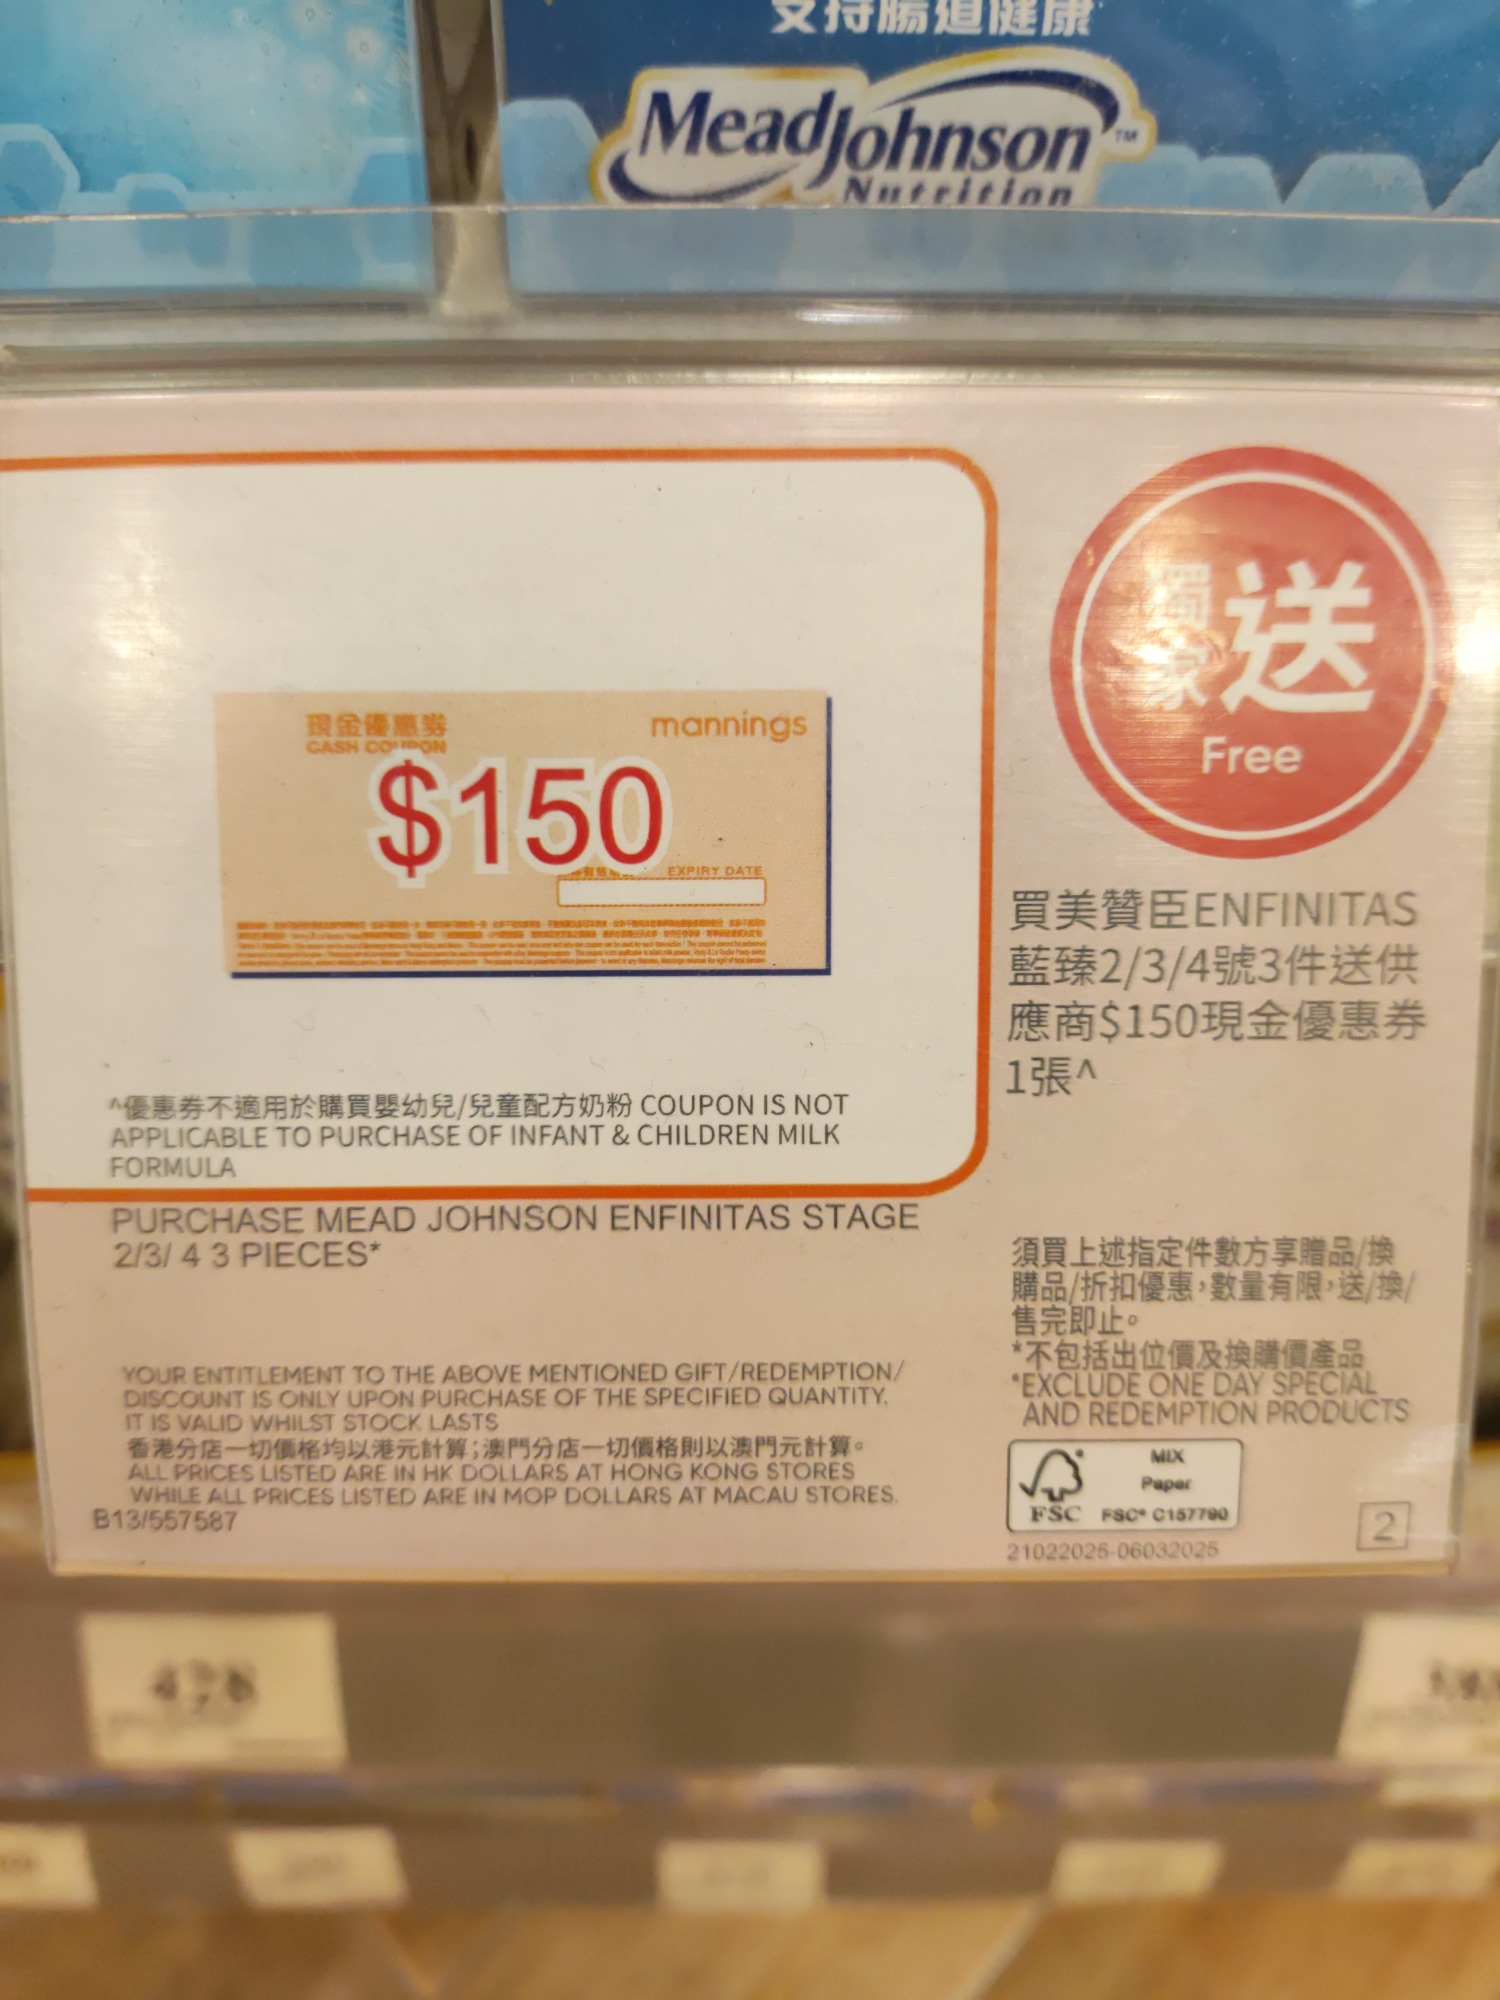 支持腸道健康
MeadJohnson™
Nutrition
現金優惠券
CASH COUPON
mannings
$150
EXPIRY DATE
獨家送
Free
買美贊臣ENFINITAS
藍臻2/3/4號3件送供
應商$150現金優惠券
1張^
^優惠券不適用於購買嬰幼兒/兒童配方奶粉 COUPON IS NOT
APPLICABLE TO PURCHASE OF INFANT & CHILDREN MILK
FORMULA
PURCHASE MEAD JOHNSON ENFINITAS STAGE
2/3/ 4 3 PIECES*
須買上述指定件數方享贈品/換
購品/折扣優惠,數量有限,送/換/
售完即止。
*不包括出位價及換購價產品
*EXCLUDE ONE DAY SPECIAL
AND REDEMPTION PRODUCTS
YOUR ENTITLEMENT TO THE ABOVE MENTIONED GIFT/REDEMPTION/
DISCOUNT IS ONLY UPON PURCHASE OF THE SPECIFIED QUANTITY.
IT IS VALID WHILST STOCK LASTS
香港分店一切價格均以港元計算;澳門分店一切價格則以澳門元計算。
ALL PRICES LISTED ARE IN HK DOLLARS AT HONG KONG STORES
WHILE ALL PRICES LISTED ARE IN MOP DOLLARS AT MACAU STORES.
B13/557587
FSC
MIX
Paper
FSC® C157790
21022025-06032025
2
428